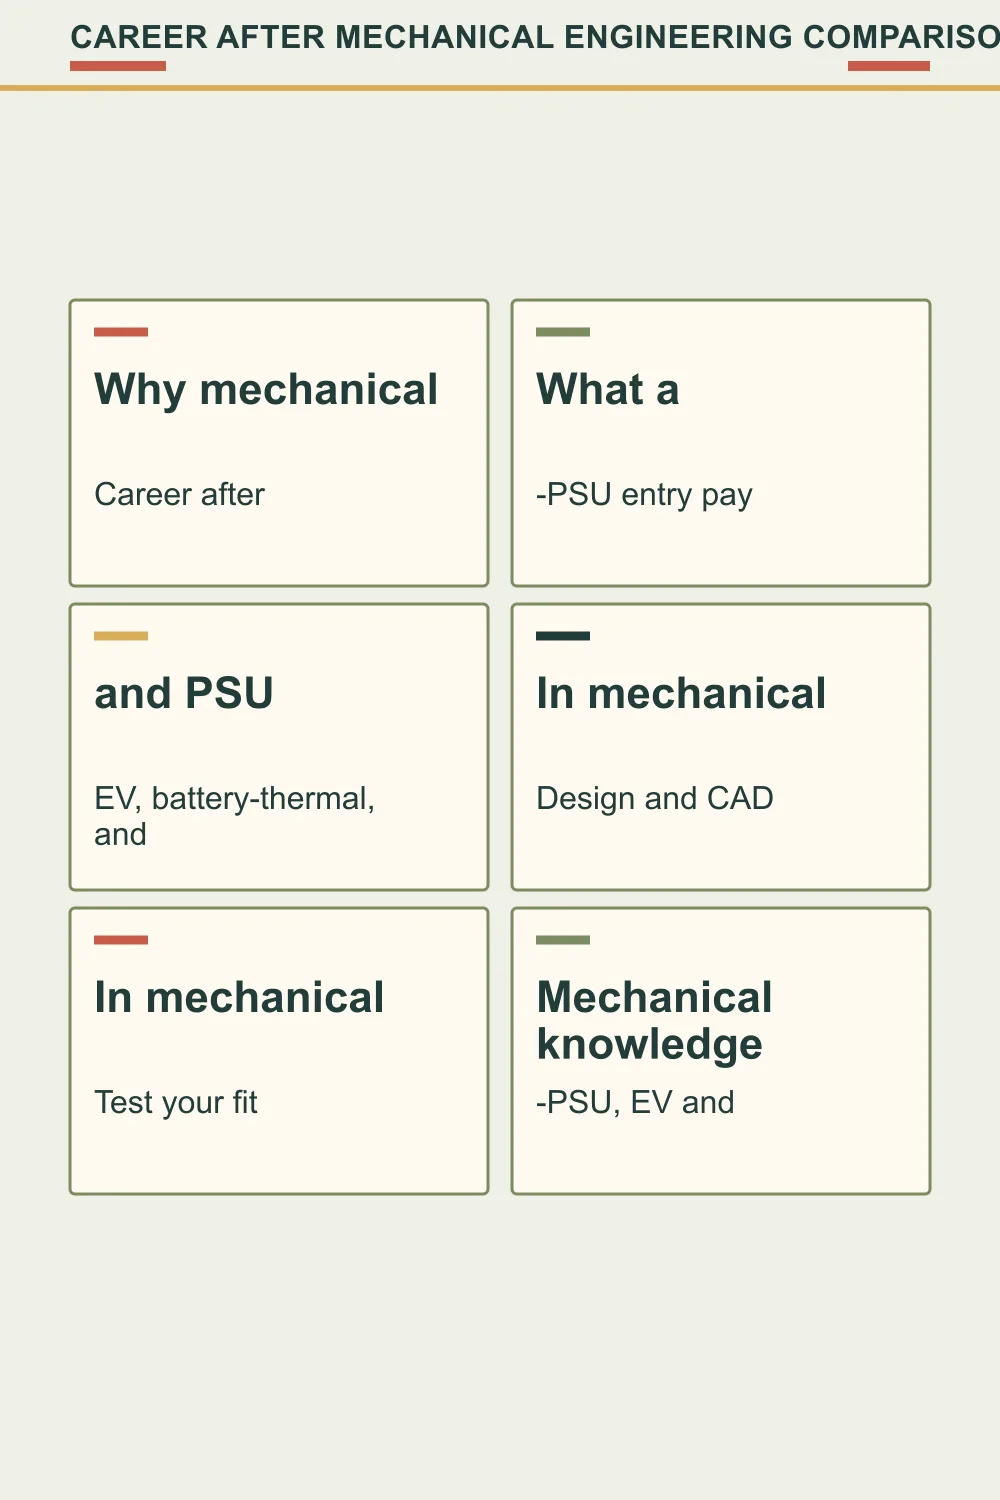 CAREER AFTER MECHANICAL ENGINEERING COMPARISO
Why mechanical
Career after
What a
-PSU entry pay
and PSU
EV, battery-thermal,
and
In mechanical
Design and CAD
In mechanical
Test your fit
Mechanical
knowledge
-PSU, EV and